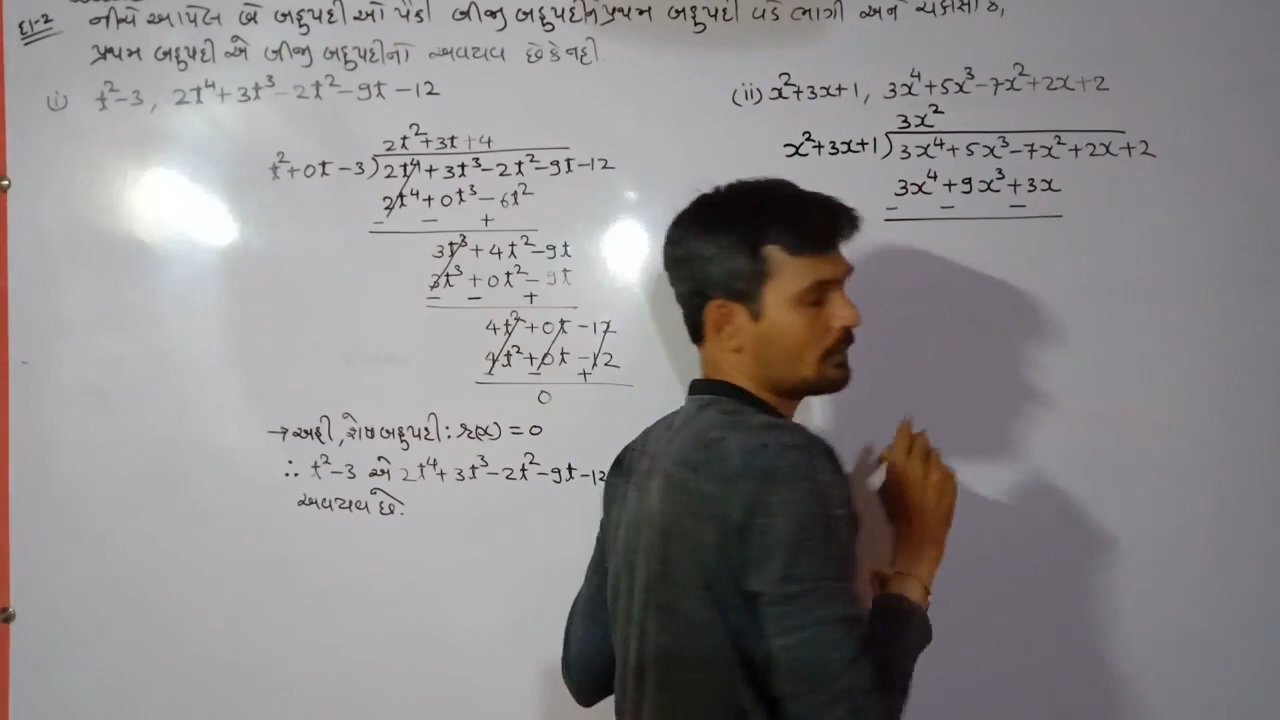 દા-2 નીચે આપેલ બે બહુપદીઓ પૈકી બીજી બહુપદીને પ્રથમ બહુપદી વડે ભાગી અને ચકાસો કે,
પ્રથમ બહુપદી એ બીજી બહુપદીનો અવયવ છે કે નહી.
(i) t²-3, 2t⁴+3t³-2t²-9t-12
2t²+3t+4
t²+0t-3)2t⁴+3t³-2t²-9t-12
2t⁴+0t³-6t²
- - +
3t³+4t²-9t
3t³+0t²-9t
- - +
4t²+0t-12
4t²+0t-12
- - +
0
→ અહી, શેષ બહુપદી: r(x)=0
∴ t²-3 એ 2t⁴+3t³-2t²-9t-12
અવયવ છે.
(ii) x²+3x+1, 3x⁴+5x³-7x²+2x+2
3x²
x²+3x+1)3x⁴+5x³-7x²+2x+2
3x⁴+9x³+3x
- - -